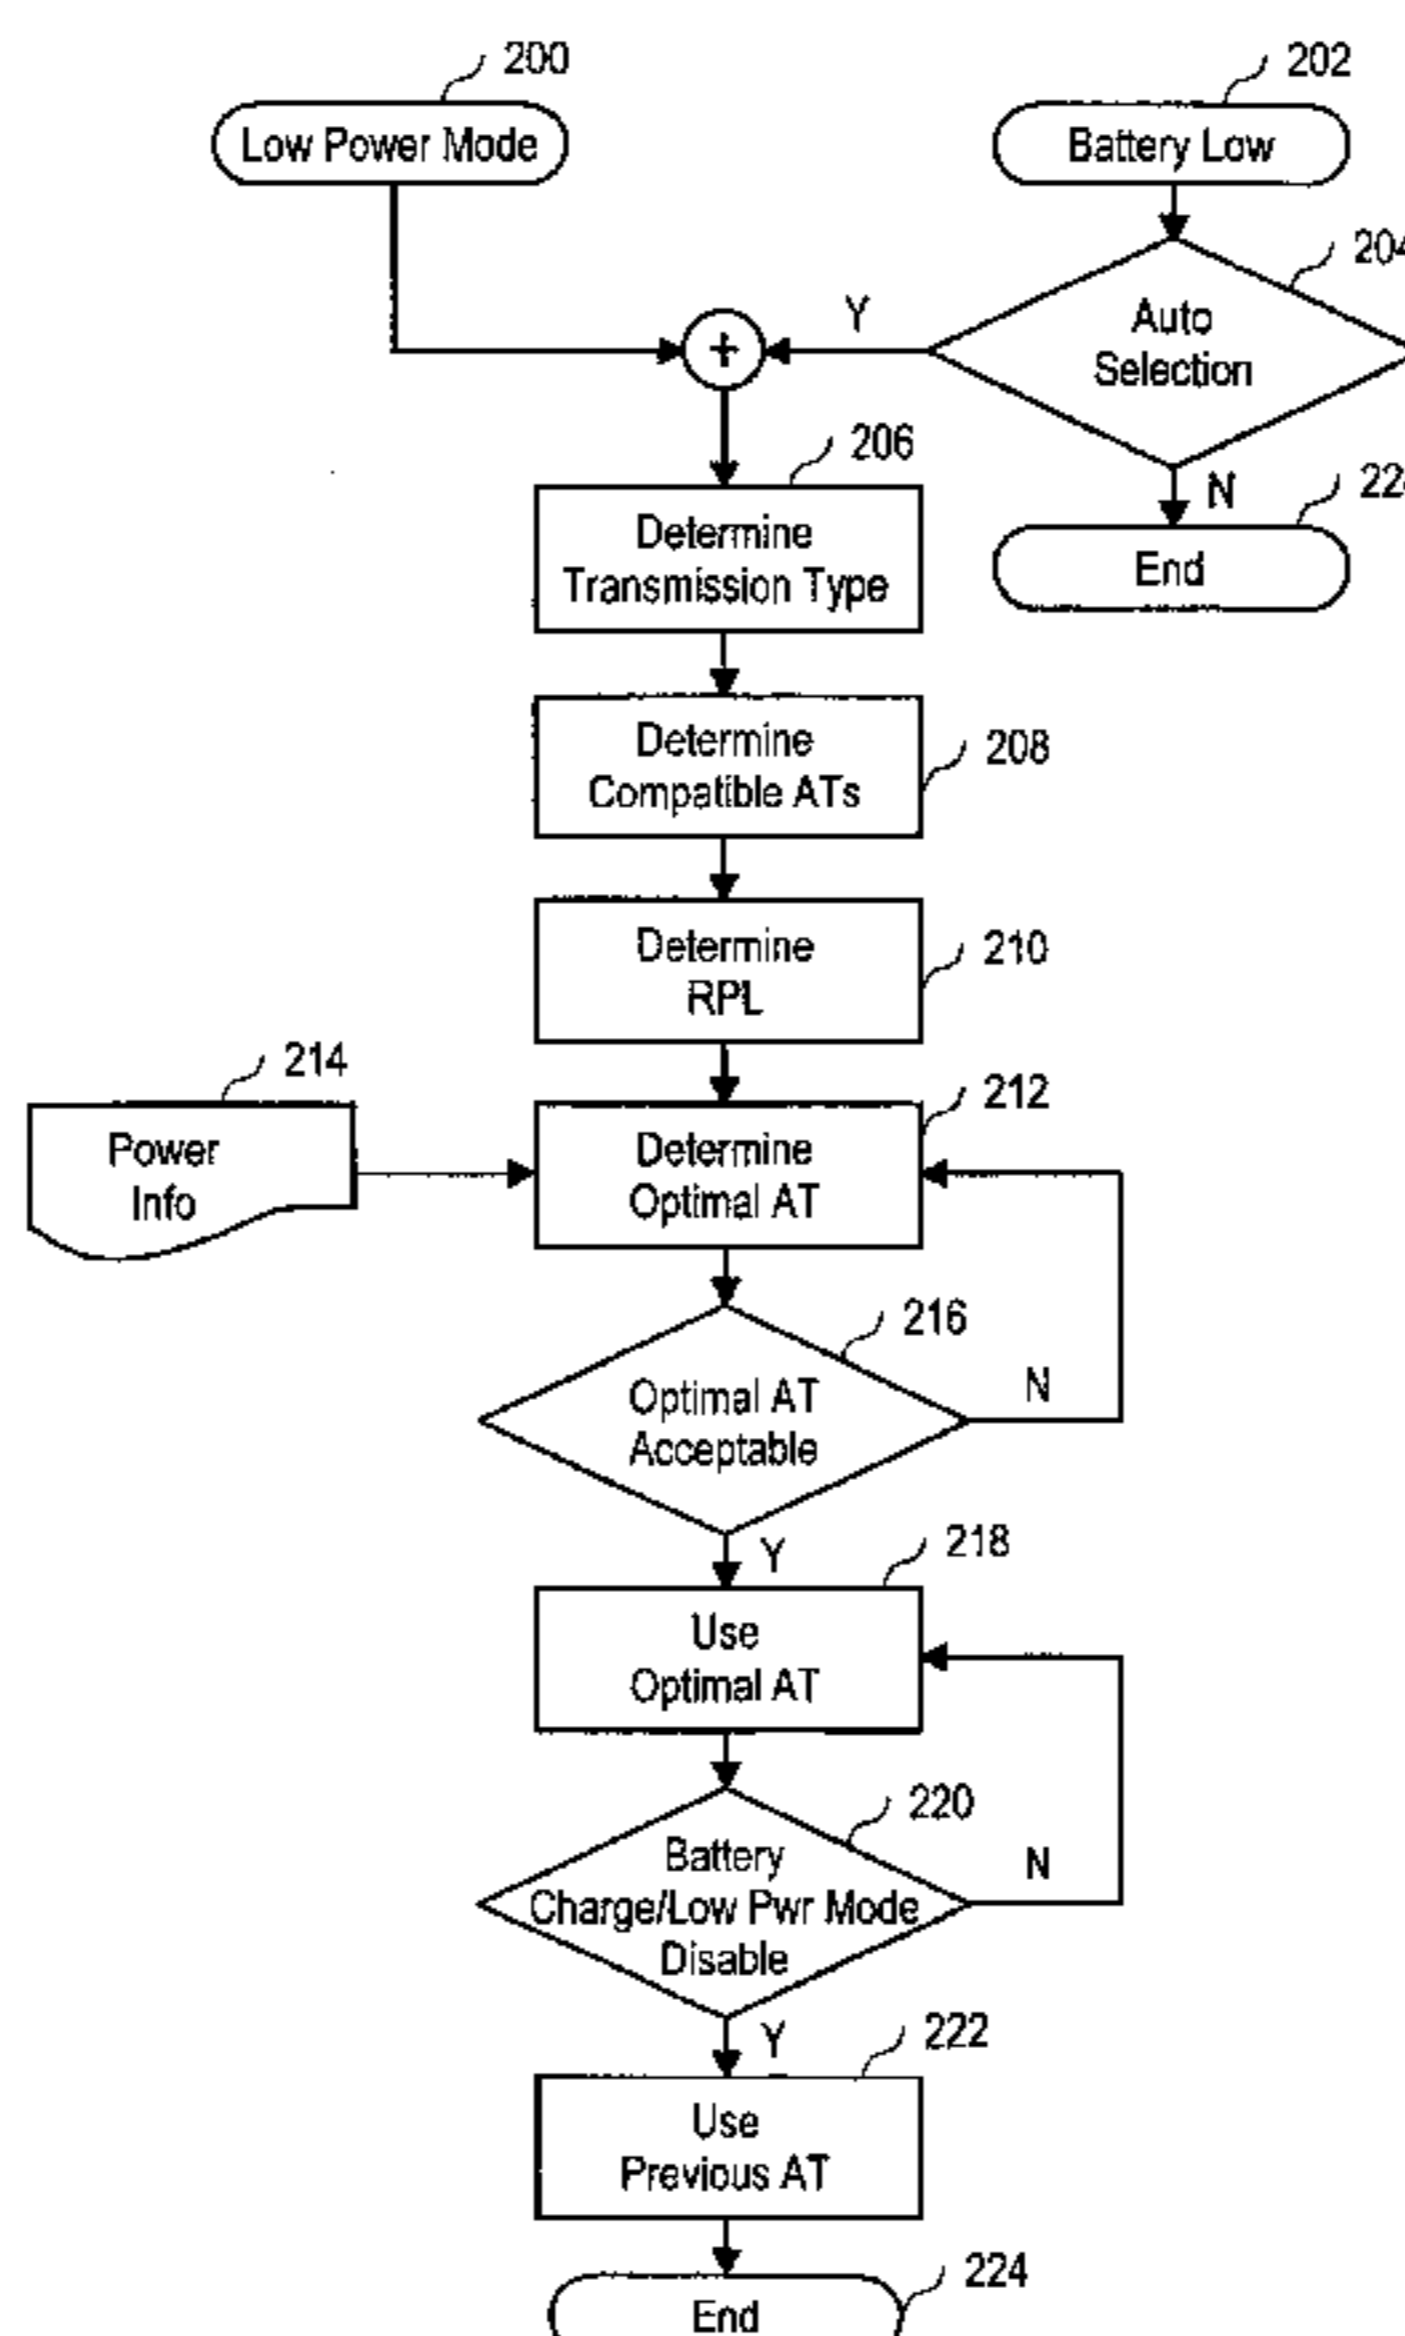 200
202
Low Power Mode
Battery Low
204
Auto
Selection
Y
+
206
N
Determine
Transmission Type
End
Determine
Compatible ATs
208
Determine
RPL
210
214
212
Power
Info
Determine
Optimal AT
216
Optimal AT
Acceptable
N
Y
218
Use
Optimal AT
220
Battery
Charge/Low Pwr Mode
Disable
N
Y
222
Use
Previous AT
224
End